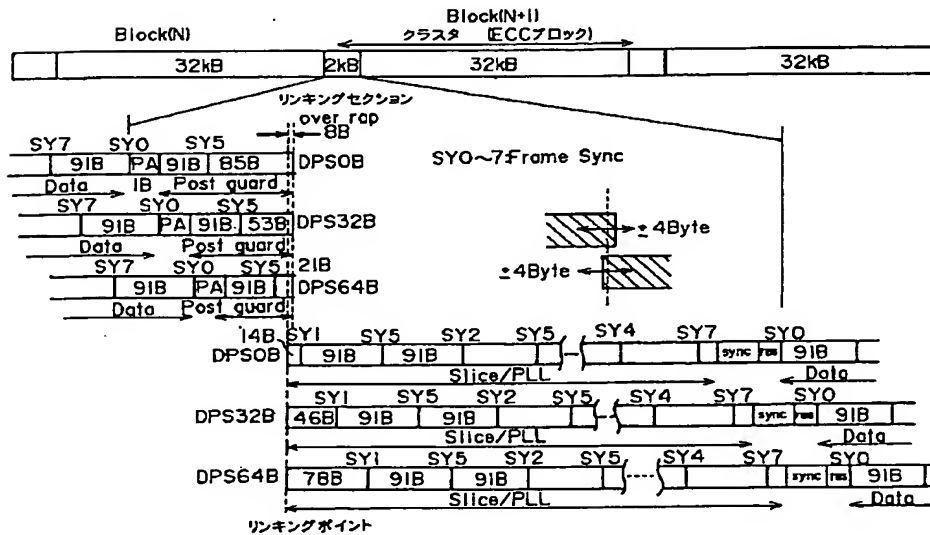 Block(N+1)
Block(N)
クラスタ (ECCブロック)
32kB
2kB
32kB
32kB
リンキングセクション
over rap
8B
SY7
SY0
SY5
91B
PA
91B
85B
DPS0B
SY0~7:Frame Sync
Data
1B
Post guard
SY7
SY0
SY5
91B
PA
91B
53B
DPS32B
±4Byte
Data
Post guard
21B
SY7
SY0
SY5
±4Byte
91B
PA
91B
DPS64B
Data
Post guard
14B
SY1
SY5
SY2
SY5
SY4
SY7
SY0
DPS0B
91B
91B
sync
res
91B
Slice/PLL
Data
SY1
SY5
SY2
SY5
SY4
SY7
SY0
DPS32B
46B
91B
91B
sync
res
91B
Slice/PLL
Data
SY1
SY5
SY2
SY5
SY4
SY7
SY0
DPS64B
78B
91B
91B
sync
res
91B
Slice/PLL
Data
リンキングポイント